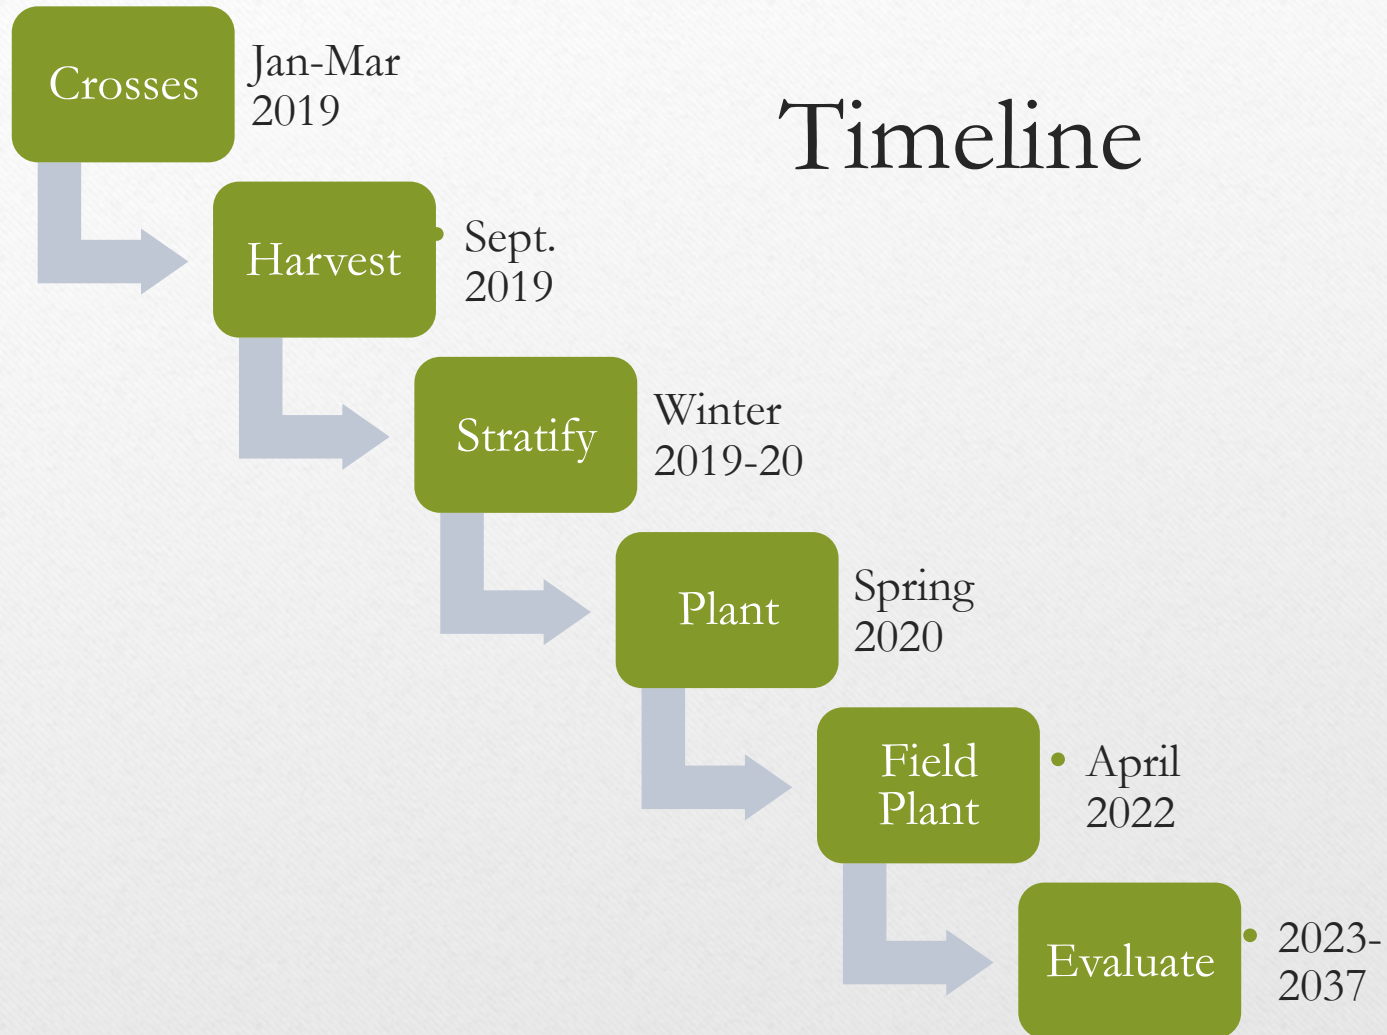 Timeline
Crosses
Jan-Mar
2019
Harvest
• Sept.
2019
Stratify
Winter
2019-20
Plant
Spring
2020
Field
Plant
• April
2022
Evaluate
• 2023-
2037